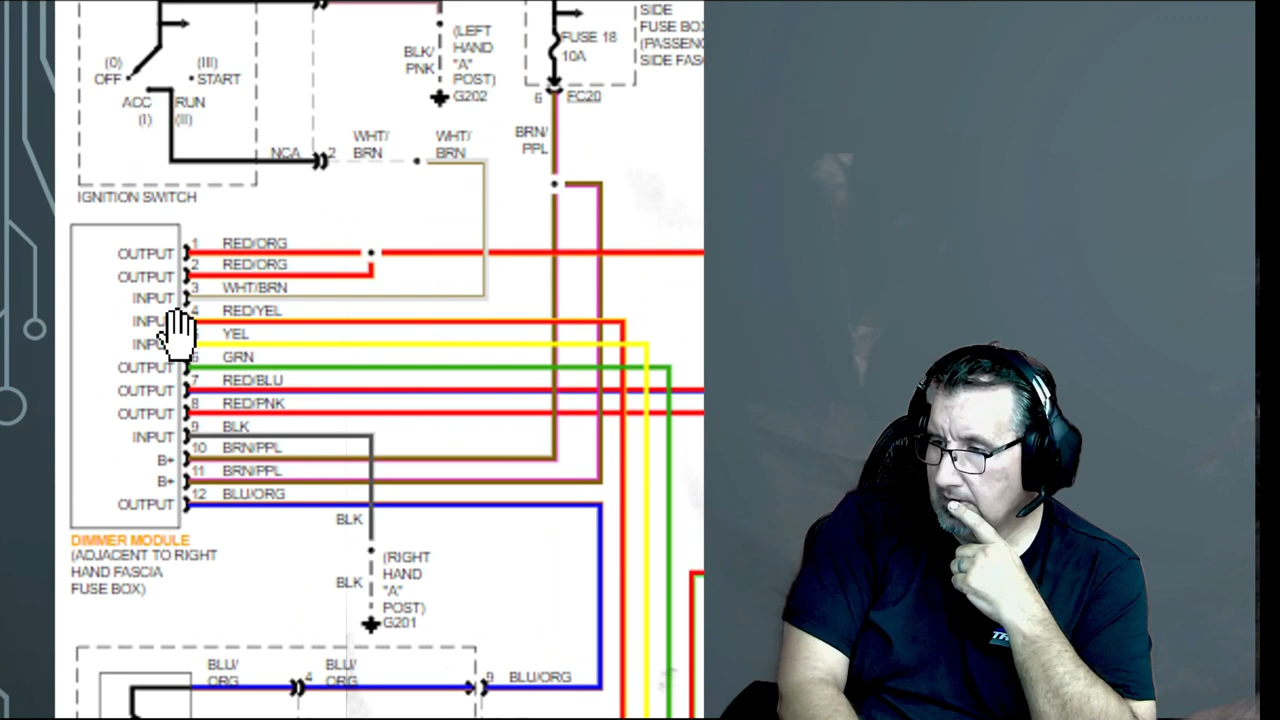 (0)
OFF
(III)
START
ACC
(I)
RUN
(II)
NCA
2
WHT/
BRN
WHT/
BRN
IGNITION SWITCH
BLK/
PNK
(LEFT
HAND
"A"
POST)
G202
FUSE 18
10A
SIDE
FUSE BOX
(PASSENG
SIDE FAS
6
FC20
BRN/
PPL
OUTPUT 1 RED/ORG
OUTPUT 2 RED/ORG
INPUT 3 WHT/BRN
4 RED/YEL
YEL
OUTPUT 6 GRN
OUTPUT 7 RED/BLU
OUTPUT 8 RED/PNK
INPUT 9 BLK
B+ 10 BRN/PPL
B+ 11 BRN/PPL
OUTPUT 12 BLU/ORG
DIMMER MODULE
(ADJACENT TO RIGHT
HAND FASCIA
FUSE BOX)
BLK
BLK
(RIGHT
HAND
"A"
POST)
G201
BLU/
ORG
4
BLU/
ORG
9
BLU/ORG